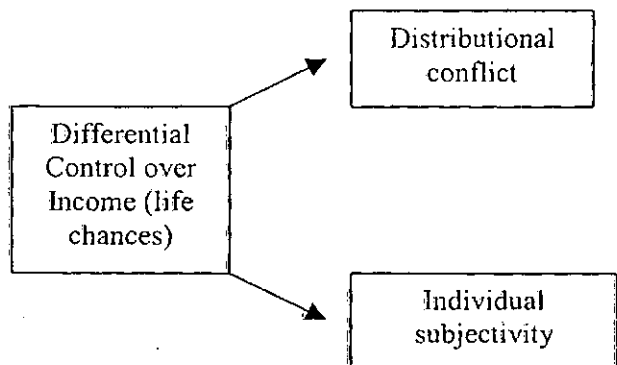 Distributional
conflict
Differential
Control over
Income (life
chances)
Individual
subjectivity